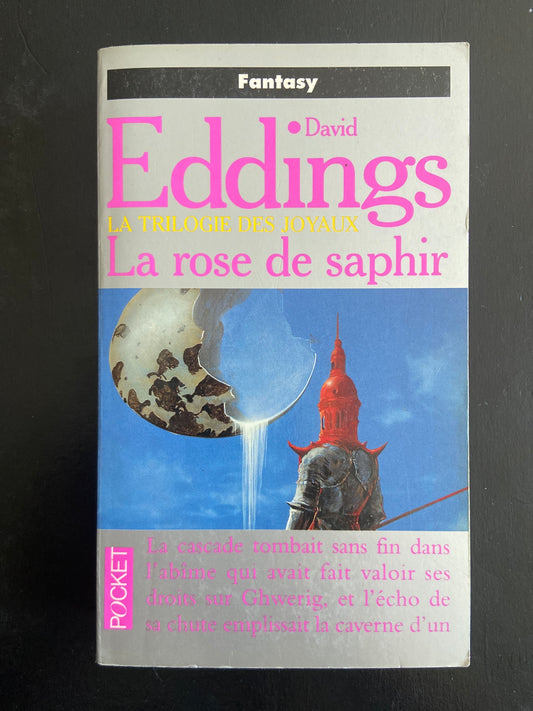 Fantasy
David
Eddings
LA TRILOGIE DES JOYAUX
La rose de saphir
La cascade tombait sans fin dans
l'abîme qui avait fait valoir ses
droits sur Ghwerig, et l'écho de
sa chute emplissait la caverne d'un
POCKET